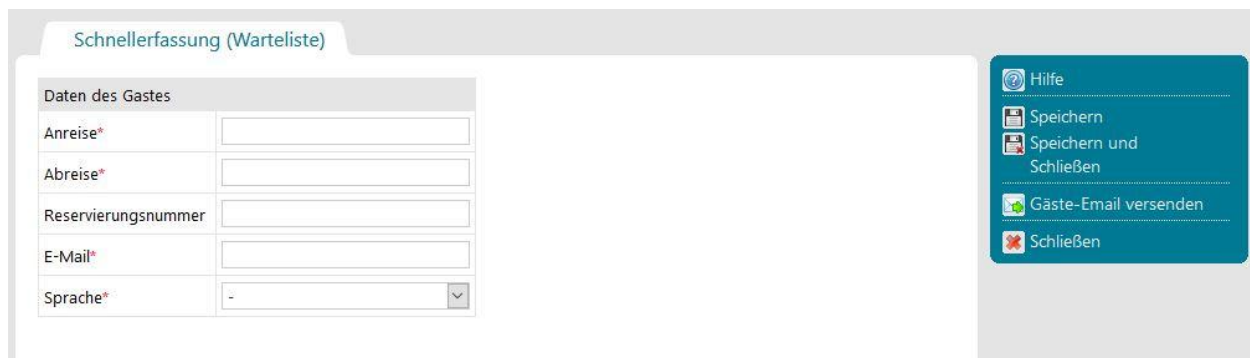 Schnellerfassung (Warteliste)
Daten des Gastes
Anreise*
Abreise*
Reservierungsnummer
E-Mail*
Sprache*
-
Hilfe
Speichern
Speichern und
Schließen
Gäste-Email versenden
Schließen